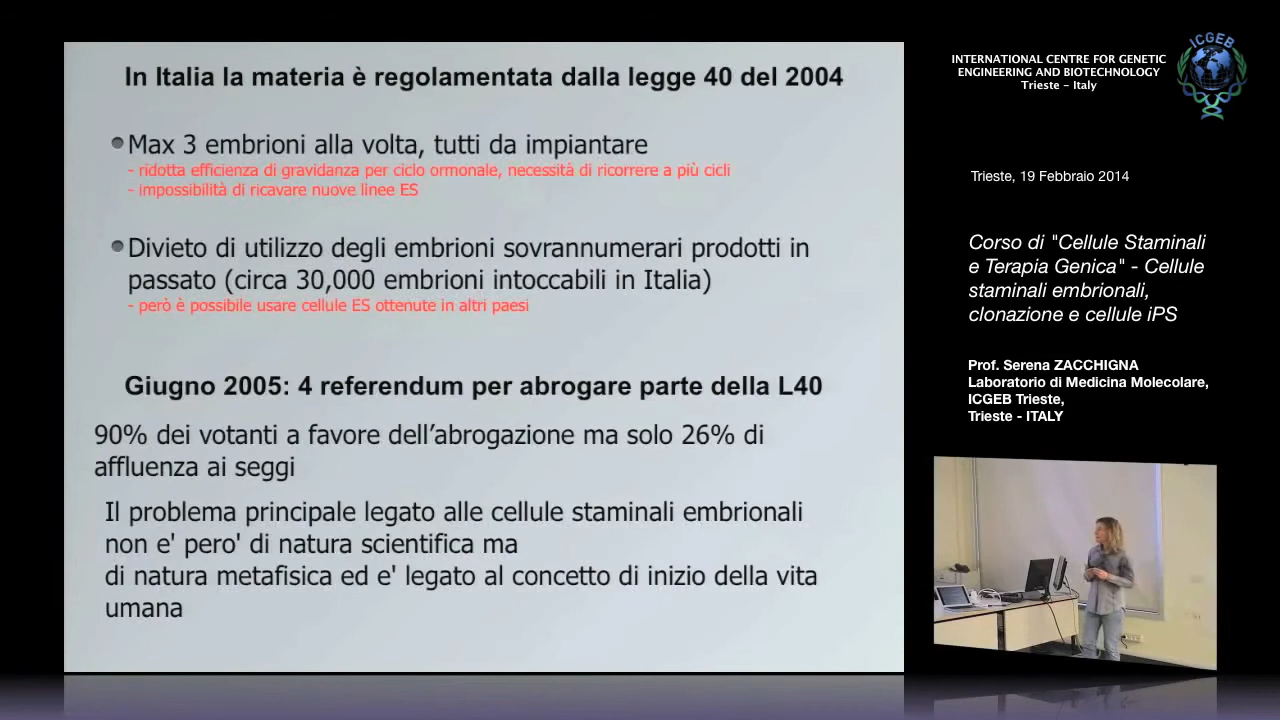 In Italia la materia è regolamentata dalla legge 40 del 2004
Max 3 embrioni alla volta, tutti da impiantare
- ridotta efficienza di gravidanza per ciclo ormonale, necessità di ricorrere a più cicli
- impossibilità di ricavare nuove linee ES
Divieto di utilizzo degli embrioni sovrannumerari prodotti in
passato (circa 30,000 embrioni intoccabili in Italia)
- però è possibile usare cellule ES ottenute in altri paesi
Giugno 2005: 4 referendum per abrogare parte della L40
90% dei votanti a favore dell’abrogazione ma solo 26% di
affluenza ai seggi
Il problema principale legato alle cellule staminali embrionali
non e' pero' di natura scientifica ma
di natura metafisica ed e' legato al concetto di inizio della vita
umana
INTERNATIONAL CENTRE FOR GENETIC
ENGINEERING AND BIOTECHNOLOGY
Trieste - Italy
ICGEB
Trieste, 19 Febbraio 2014
Corso di "Cellule Staminali
e Terapia Genica" - Cellule
staminali embrionali,
clonazione e cellule iPS
Prof. Serena ZACCHIGNA
Laboratorio di Medicina Molecolare,
ICGEB Trieste,
Trieste - ITALY